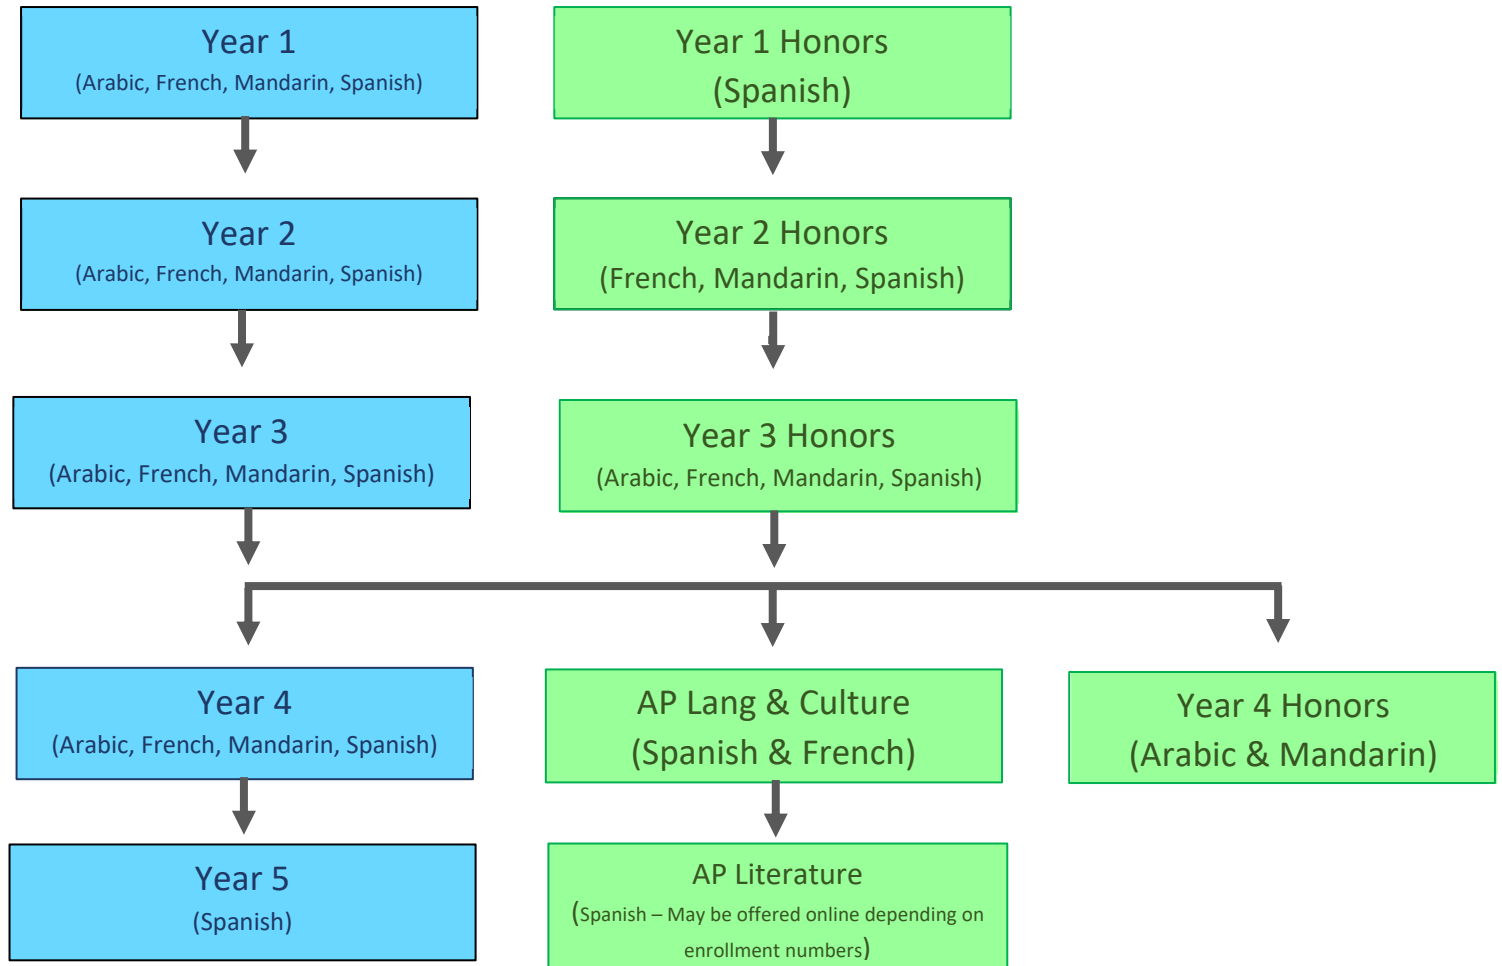 Year 1
(Arabic, French, Mandarin, Spanish)
Year 1 Honors
(Spanish)
Year 2
(Arabic, French, Mandarin, Spanish)
Year 2 Honors
(French, Mandarin, Spanish)
Year 3
(Arabic, French, Mandarin, Spanish)
Year 3 Honors
(Arabic, French, Mandarin, Spanish)
Year 4
(Arabic, French, Mandarin, Spanish)
AP Lang & Culture
(Spanish & French)
Year 4 Honors
(Arabic & Mandarin)
Year 5
(Spanish)
AP Literature
(Spanish – May be offered online depending on
enrollment numbers)